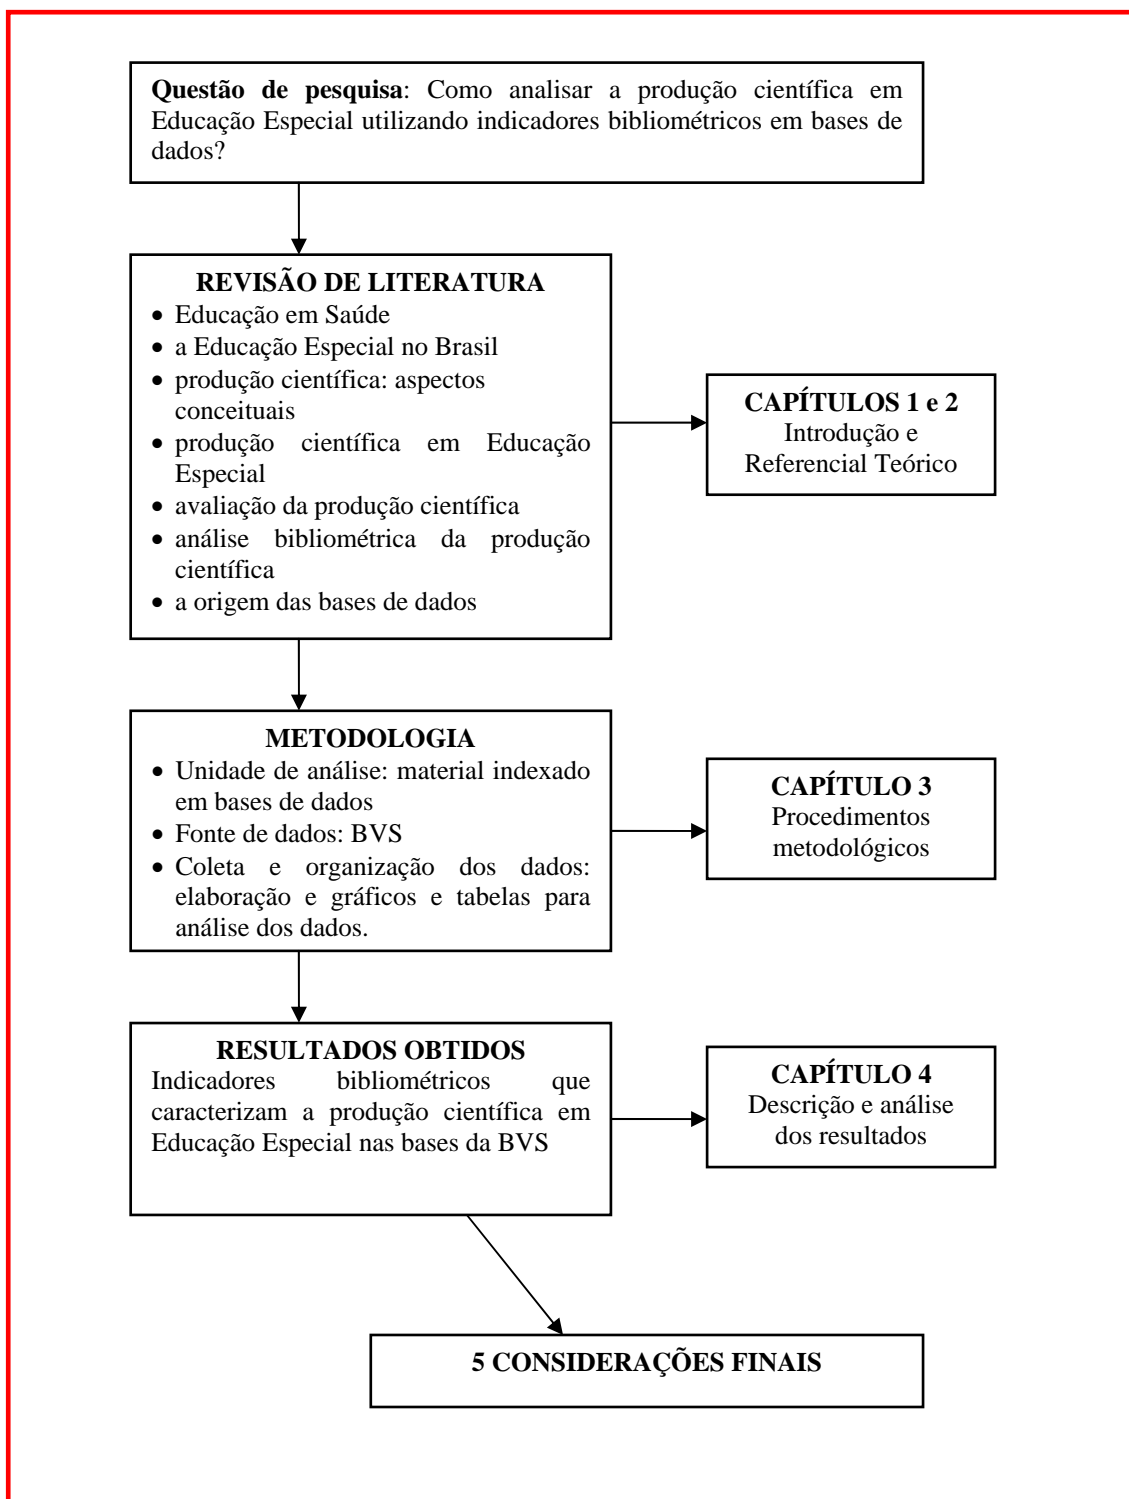 Questão de pesquisa: Como analisar a produção científica em
Educação Especial utilizando indicadores bibliométricos em bases de
dados?
REVISÃO DE LITERATURA
• Educação em Saúde
• a Educação Especial no Brasil
• produção científica: aspectos
conceituais
• produção científica em Educação
Especial
• avaliação da produção científica
• análise bibliométrica da produção
científica
• a origem das bases de dados
CAPÍTULOS 1 e 2
Introdução e
Referencial Teórico
METODOLOGIA
• Unidade de análise: material indexado
em bases de dados
• Fonte de dados: BVS
• Coleta e organização dos dados:
elaboração e gráficos e tabelas para
análise dos dados.
CAPÍTULO 3
Procedimentos
metodológicos
RESULTADOS OBTIDOS
Indicadores bibliométricos que
caracterizam a produção científica em
Educação Especial nas bases da BVS
CAPÍTULO 4
Descrição e análise
dos resultados
5 CONSIDERAÇÕES FINAIS